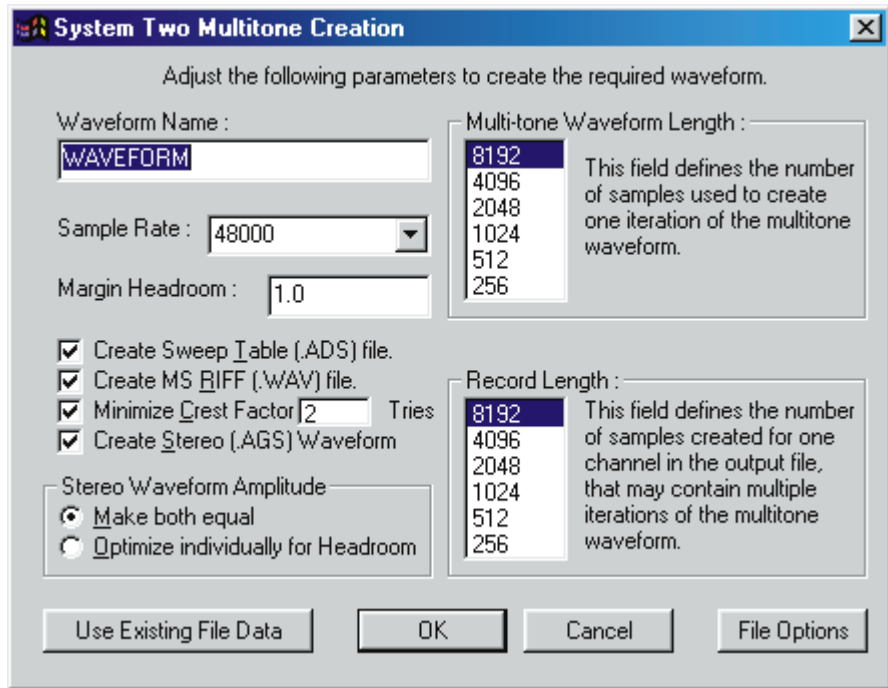 System Two Multitone Creation
Adjust the following parameters to create the required waveform.
Waveform Name :
WAVEFORM
Sample Rate :
48000
Margin Headroom :
1.0
Create Sweep Table (.ADS) file.
Create MS RIFF (.WAV) file.
Minimize Crest Factor 2 Tries
Create Stereo (.AGS) Waveform
Stereo Waveform Amplitude
Make both equal
Optimize individually for Headroom
Multi-tone Waveform Length :
8192
4096
2048
1024
512
256
This field defines the number
of samples used to create
one iteration of the multitone
waveform.
Record Length :
8192
4096
2048
1024
512
256
This field defines the number
of samples created for one
channel in the output file,
that may contain multiple
iterations of the multitone
waveform.
Use Existing File Data
OK
Cancel
File Options